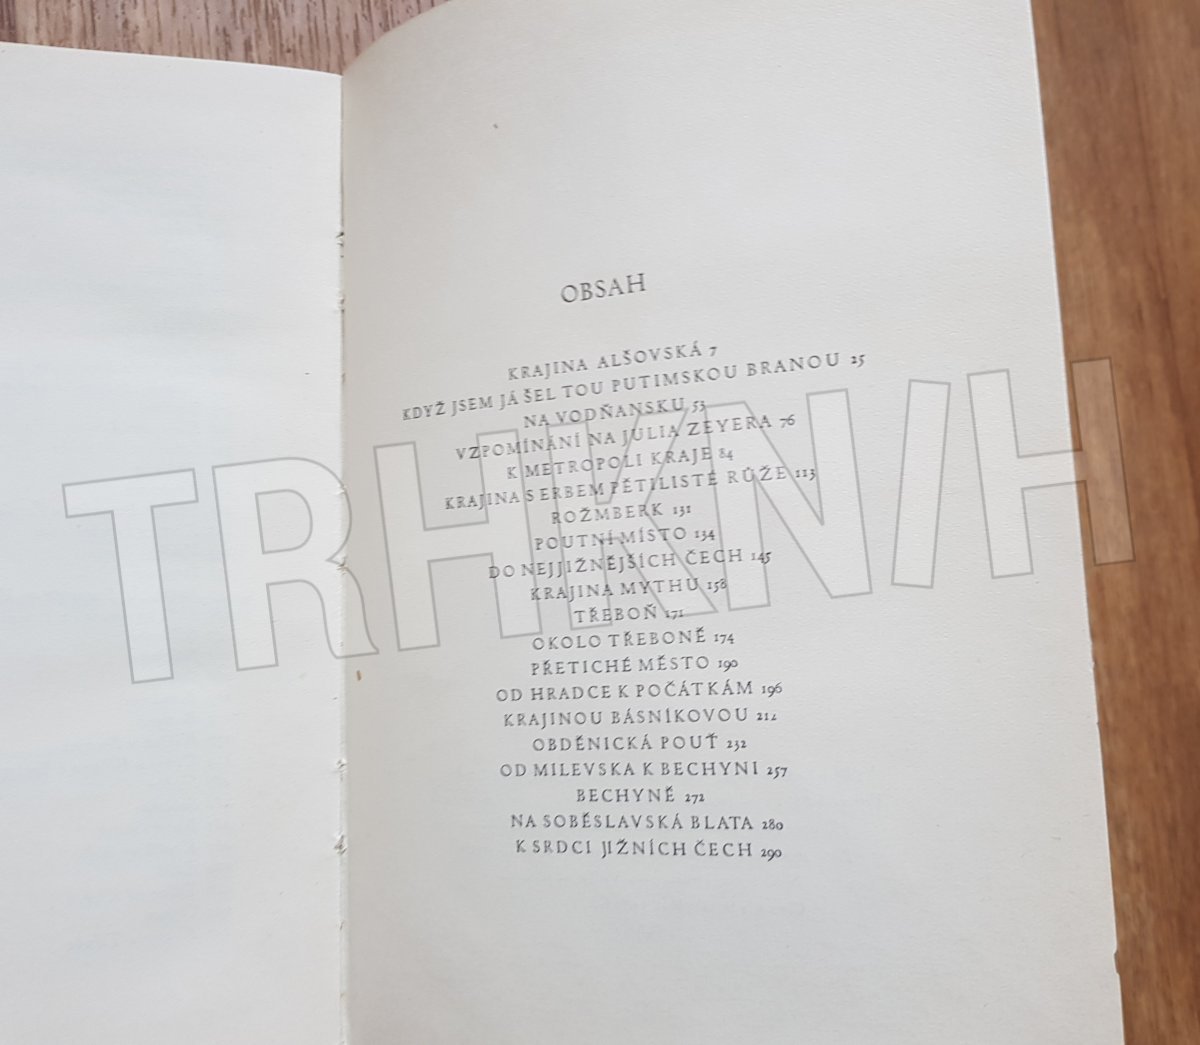 OBSAH
KRAJINA ALŠOVSKÁ 7
KDYŽ JSEM JÁ ŠEL TOU PUTIMSKOU BRANOU 25
NA VODŇANSKU 53
VZPOMÍNÁNÍ NA JULIA ZEYERA 76
K METROPOLI KRAJE 84
KRAJINA S ERBEM PĚTILISTÉ RŮŽE 113
ROŽMBERK 131
POUTNÍ MÍSTO 134
DO NEJJIŽNĚJŠÍCH ČECH 145
KRAJINA MYTHU 158
TŘEBOŇ 171
OKOLO TŘEBONĚ 174
PŘETICHÉ MĚSTO 190
OD HRADCE K POČÁTKÁM 196
KRAJINOU BÁSNÍKOVOU 212
OBDĚNICKÁ POUŤ 232
OD MILEVSKA K BECHYNI 257
BECHYNĚ 272
NA SOBĚSLAVSKÁ BLATA 280
K SRDCI JIŽNÍCH ČECH 290
TRHKNIH